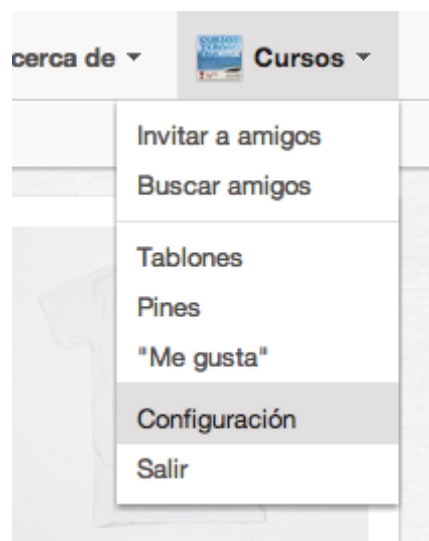 cerca de
Cursos
Invitar a amigos
Buscar amigos
Tablones
Pines
"Me gusta"
Configuración
Salir